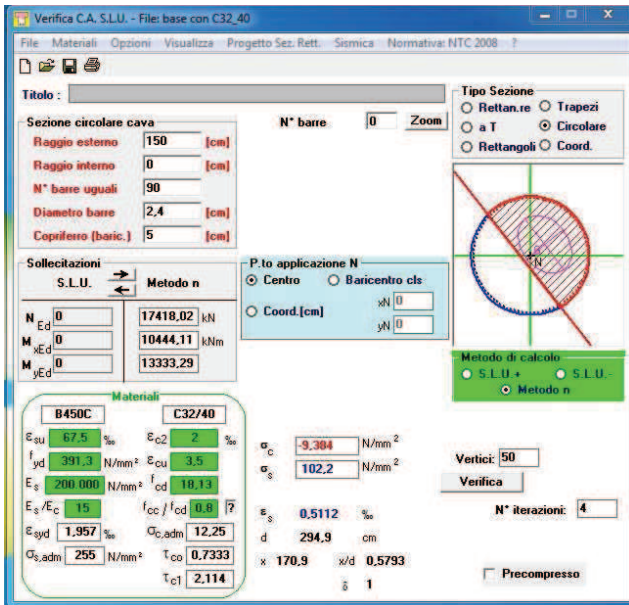 Verifica C.A. S.L.U. - File: base con C32_40
File Materiali Opzioni Visualizza Progetto Sez. Rett. Sismica Normativa: NTC 2008 ?
Titolo :
Tipo Sezione
Rettan.re Trapezi
a T Circolare
Rettangoli Coord.
Sezione circolare cava
Raggio esterno 150 [cm]
Raggio interno 0 [cm]
N° barre uguali 90
Diametro barre 2,4 [cm]
Copriferro (baric.) 5 [cm]
N° barre 0 Zoom
N
Sollecitazioni
S.L.U. Metodo n
N Ed 0 17418,02 kN
M xEd 0 10444,11 kNm
M yEd 0 13333,29
P.to applicazione N
Centro Baricentro cls
Coord.[cm] xN 0
yN 0
Metodo di calcolo
S.L.U.+ S.L.U.-
Metodo n
Materiali
B450C C32/40
εsu 67,5 ‰ εc2 2 ‰
fyd 391,3 N/mm² εcu 3,5
Es 200.000 N/mm² fcd 18,13
Es/Ec 15 fcc / fcd 0,8 ?
εsyd 1,957 ‰ σc,adm 12,25
σs,adm 255 N/mm² τco 0,7333
τc1 2,114
σc -9,384 N/mm²
σs 102,2 N/mm²
εs 0,5112 ‰
d 294,9 cm
x 170,9 x/d 0,5793
δ 1
Vertici: 50
Verifica
N° iterazioni: 4
Precompresso